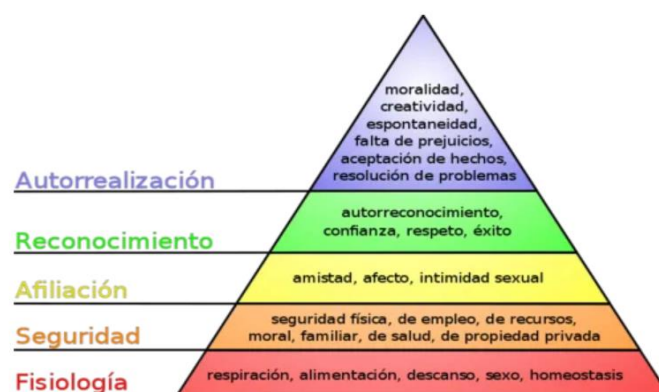 moralidad,
creatividad,
espontaneidad,
falta de prejuicios,
aceptación de hechos,
resolución de problemas
Autorrealización
autorreconocimiento,
confianza, respeto, éxito
Reconocimiento
amistad, afecto, intimidad sexual
Afiliación
seguridad física, de empleo, de recursos,
moral, familiar, de salud, de propiedad privada
Seguridad
respiración, alimentación, descanso, sexo, homeostasis
Fisiología